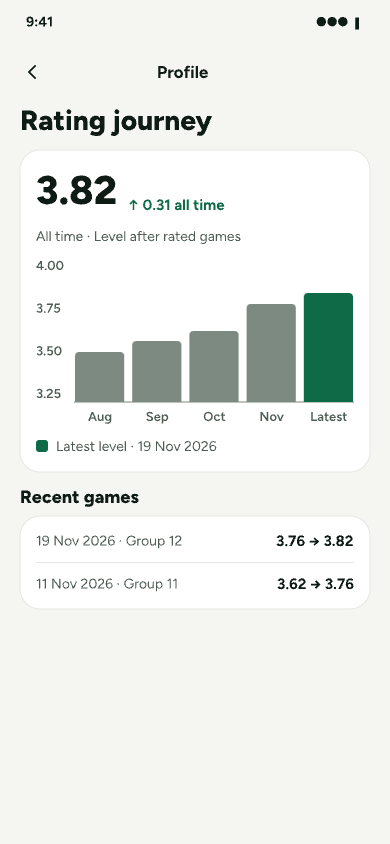 9:41
Profile
Rating journey
3.82 ↑ 0.31 all time
All time · Level after rated games
4.00
3.75
3.50
3.25
Aug Sep Oct Nov Latest
Latest level · 19 Nov 2026
Recent games
19 Nov 2026 · Group 12 3.76 → 3.82
11 Nov 2026 · Group 11 3.62 → 3.76